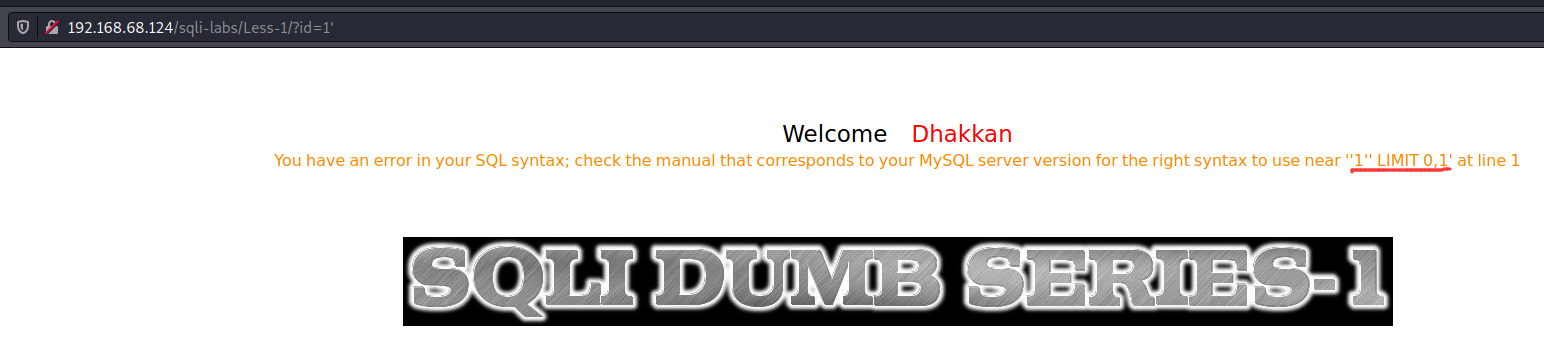 192.168.68.124/sqli-labs/Less-1/?id=1'
Welcome Dhakkan
You have an error in your SQL syntax; check the manual that corresponds to your MySQL server version for the right syntax to use near ''1'' LIMIT 0,1' at line 1
SQLI DUMB SERIES-1